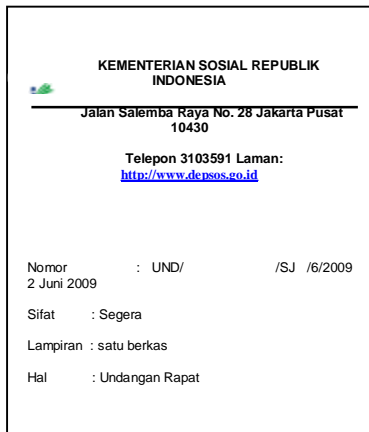 KEMENTERIAN SOSIAL REPUBLIK
INDONESIA
Jalan Salemba Raya No. 28 Jakarta Pusat
10430
Telepon 3103591 Laman:
http://www.depsos.go.id
Nomor : UND/ /SJ /6/2009
2 Juni 2009
Sifat : Segera
Lampiran : satu berkas
Hal : Undangan Rapat